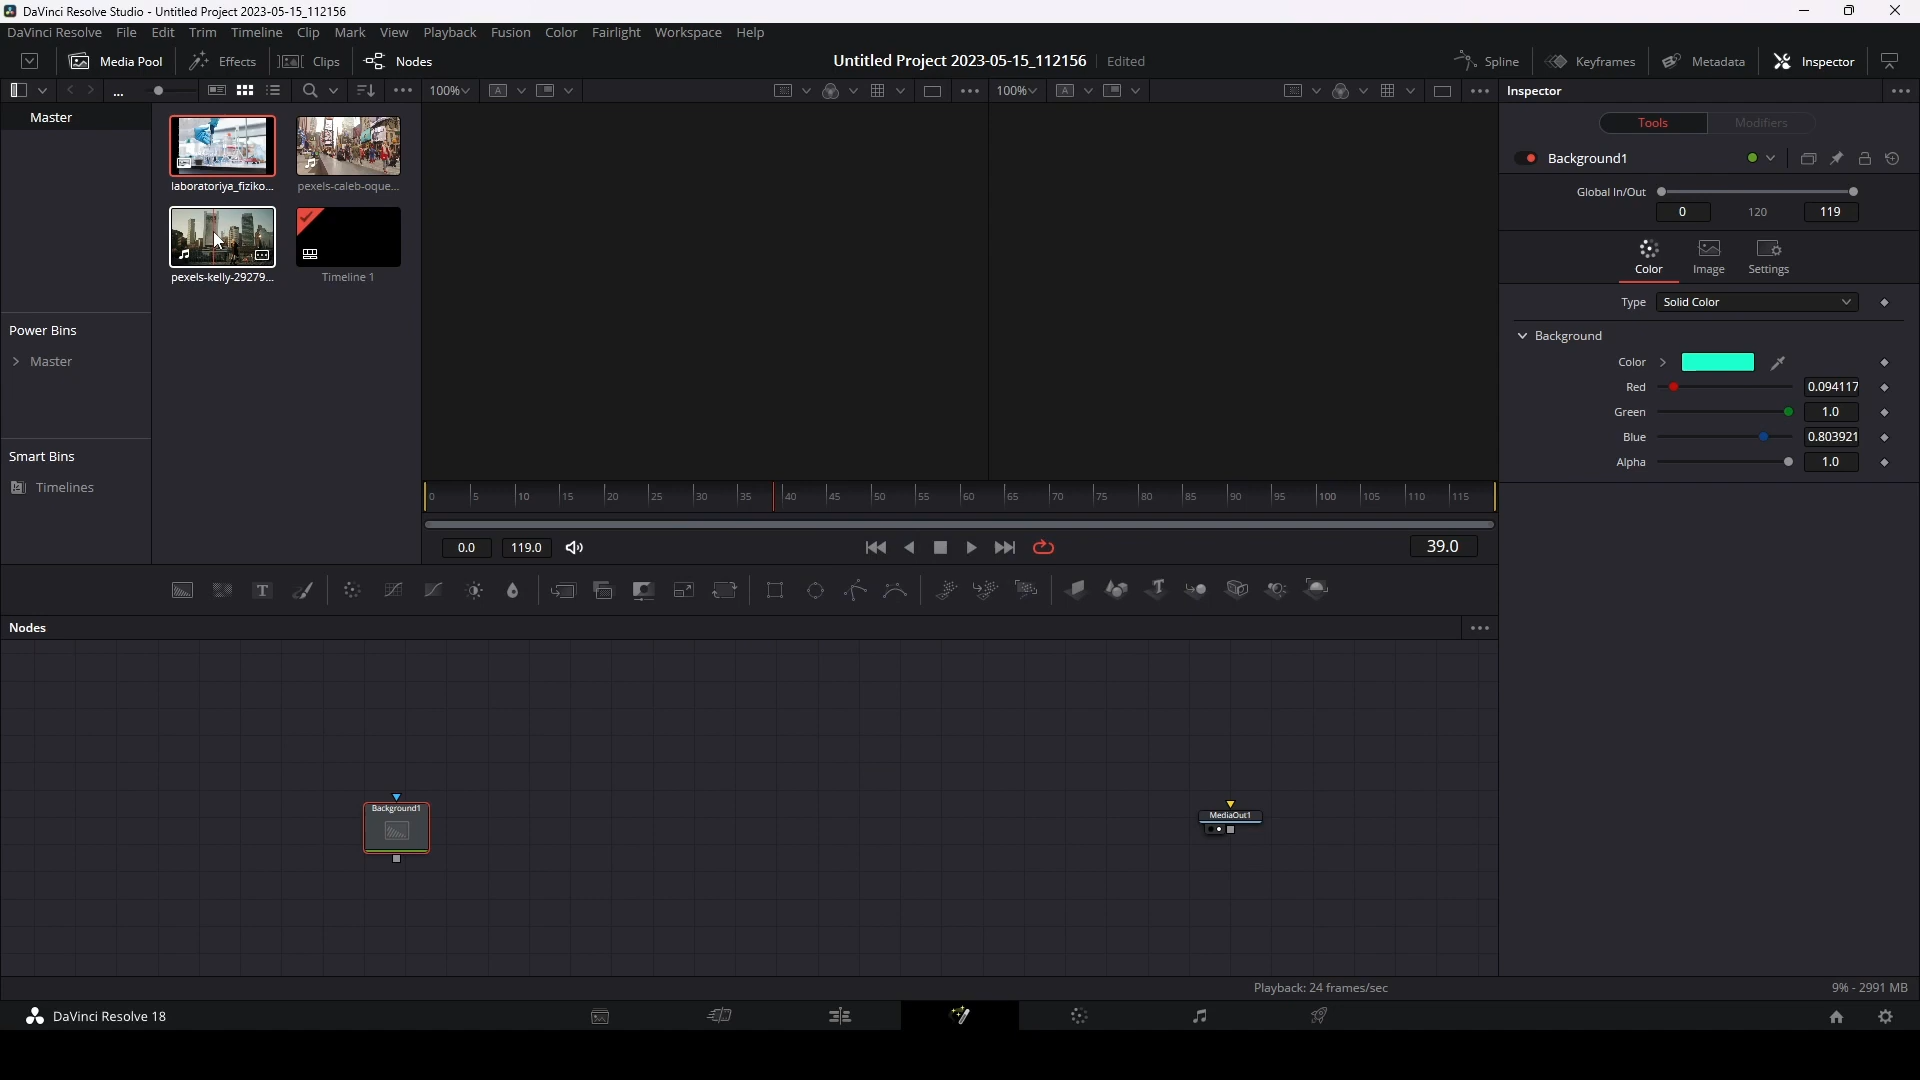 DaVinci Resolve Studio - Untitled Project 2023-05-15_112156
DaVinci Resolve File Edit Trim Timeline Clip Mark View Playback Fusion Color Fairlight Workspace Help
Media Pool Effects Clips Nodes Untitled Project 2023-05-15_112156 Edited Spline Keyframes Metadata Inspector
... 100% A 100% A Inspector
Master
Tools Modifiers
Background1
laboratoriya_fiziko... pexels-caleb-oque...
Global In/Out
0 120 119
Color Image Settings
pexels-kelly-29279... Timeline 1
Type Solid Color
Power Bins
Background
Master
Color
Red 0.094117
Green 1.0
Blue 0.803921
Smart Bins
Alpha 1.0
Timelines
0 5 10 15 20 25 30 35 40 45 50 55 60 65 70 75 80 85 90 95 100 105 110 115
0.0 119.0 39.0
T T
Nodes
Background1
MediaOut1
Playback: 24 frames/sec 9% - 2991 MB
DaVinci Resolve 18